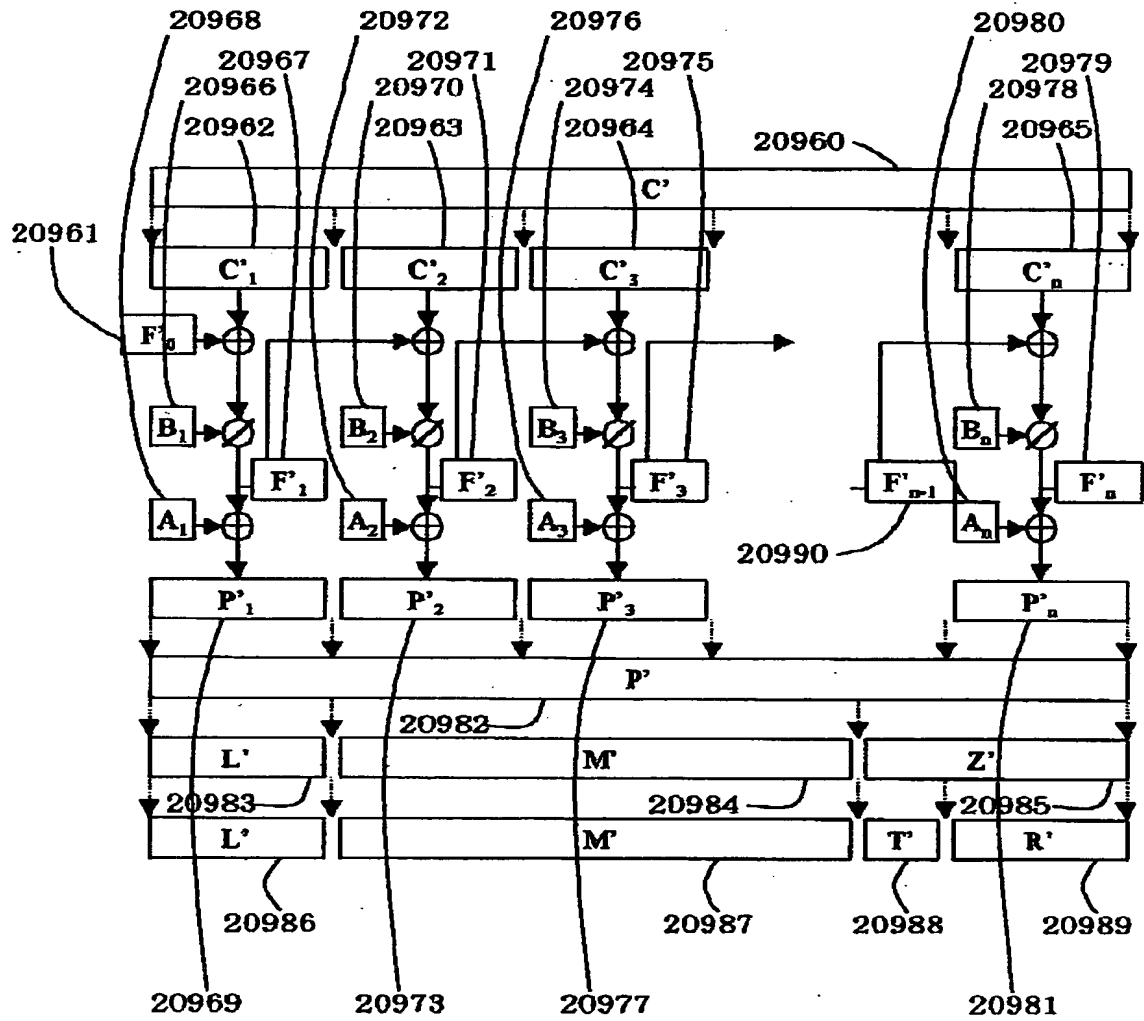 20968 20972 20976 20980
20967 20971 20975 20979
20966 20970 20974 20978
20962 20963 20964 20965
20960
C'
20961
C'1 C'2 C'3 C'n
F'0
B1 B2 B3 Bn
F'1 F'2 F'3 F'n-1 F'n
A1 A2 A3 An
20990
P'1 P'2 P'3 P'n
P'
20982
L' M' Z'
20983 20984 20985
L' M' T' R'
20986 20987 20988 20989
20969 20973 20977 20981